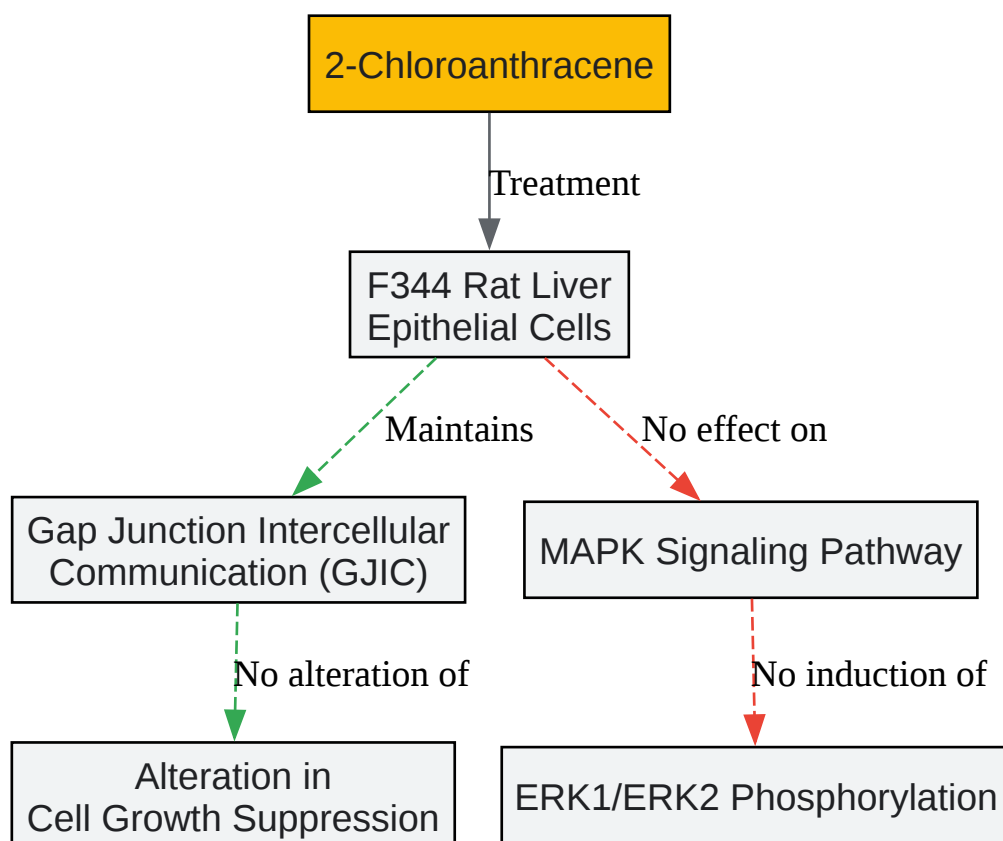 2-Chloroanthracene
Treatment
F344 Rat Liver
Epithelial Cells
Maintains
No effect on
Gap Junction Intercellular
Communication (GJIC)
MAPK Signaling Pathway
No alteration of
No induction of
Alteration in
Cell Growth Suppression
ERK1/ERK2 Phosphorylation